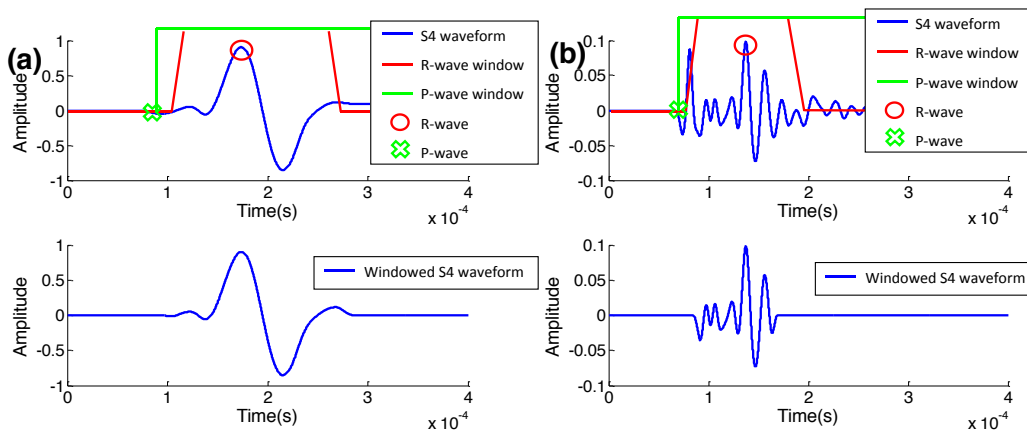 (a)
Amplitude
1
0.5
0
-0.5
-1
0 1 2 3 4
Time(s)
x 10-4
S4 waveform
R-wave window
P-wave window
R-wave
P-wave
(b)
Amplitude
0.1
0.05
0
-0.05
-0.1
0 1 2 3 4
Time(s)
x 10-4
S4 waveform
R-wave window
P-wave window
R-wave
P-wave
Amplitude
1
0.5
0
-0.5
-1
0 1 2 3 4
Time(s)
x 10-4
Windowed S4 waveform
Amplitude
0.1
0.05
0
-0.05
-0.1
0 1 2 3 4
Time(s)
x 10-4
Windowed S4 waveform